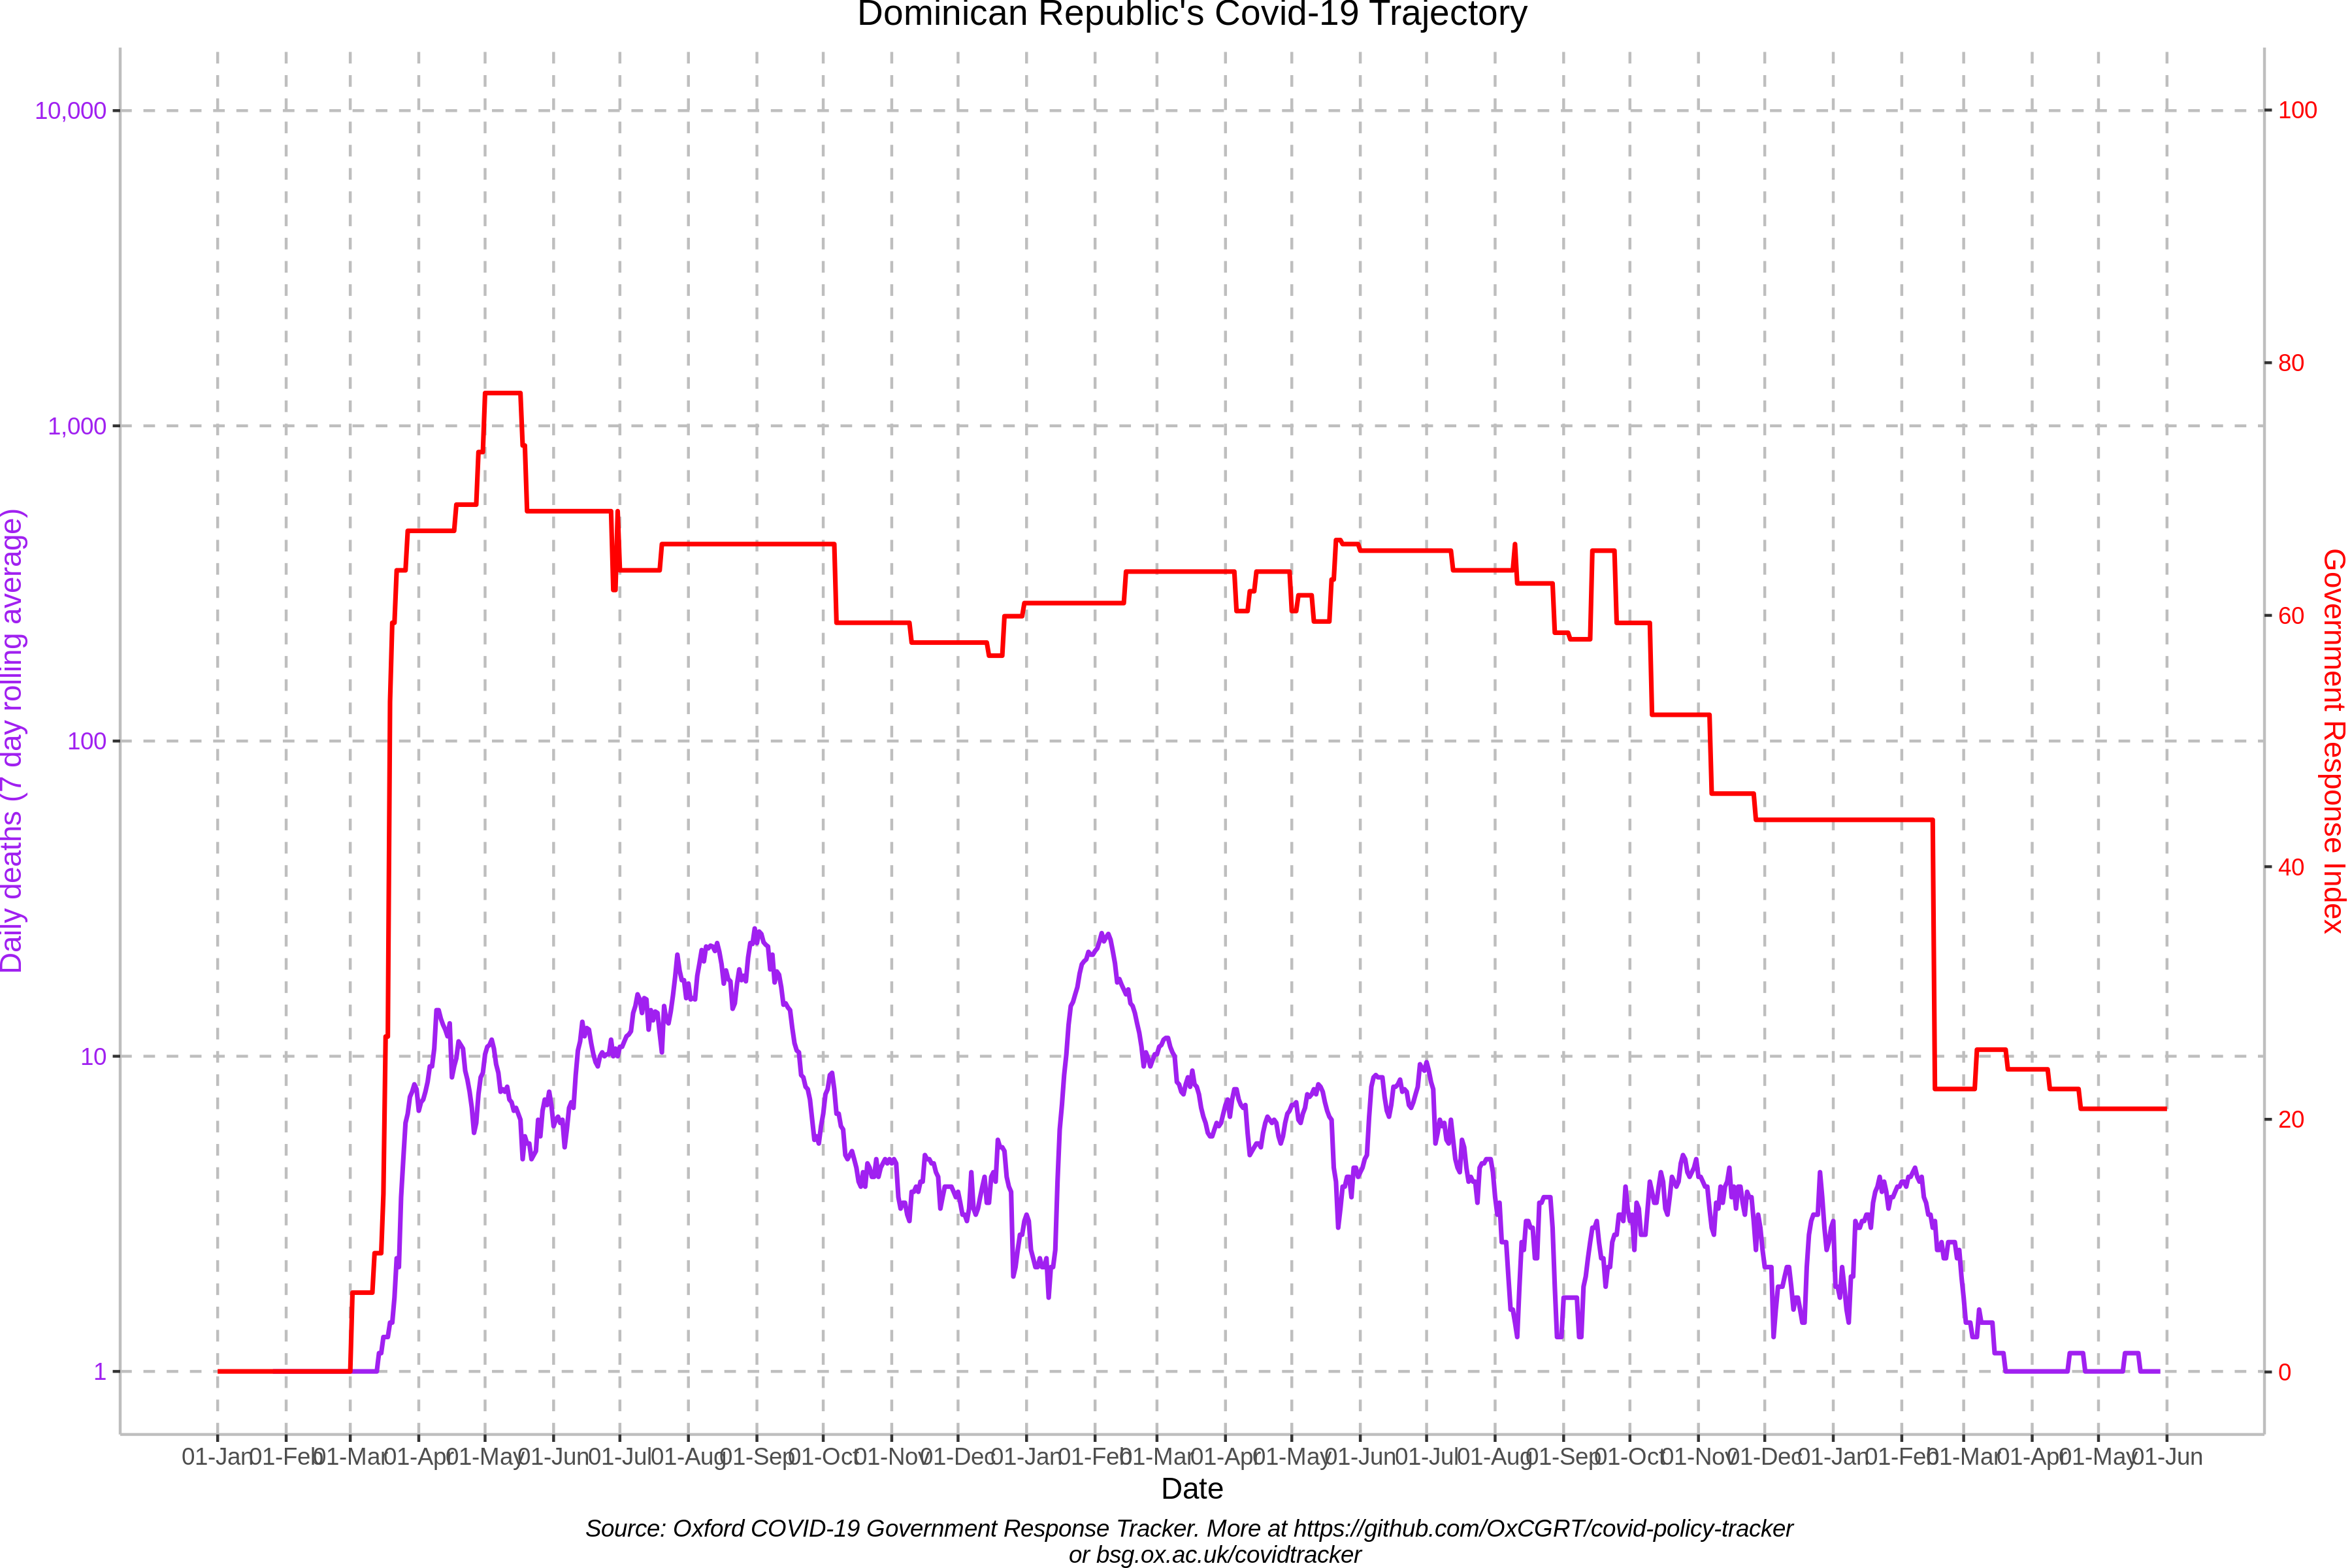 Dominican Republic's Covid-19 Trajectory
10,000
1,000
100
10
1
Daily deaths (7 day rolling average)
100
80
60
40
20
0
Government Response Index
01-Jan 01-Feb 01-Mar 01-Apr 01-May 01-Jun 01-Jul 01-Aug 01-Sep 01-Oct 01-Nov 01-Dec 01-Jan 01-Feb 01-Mar 01-Apr 01-May 01-Jun 01-Jul 01-Aug 01-Sep 01-Oct 01-Nov 01-Dec 01-Jan 01-Feb 01-Mar 01-Apr 01-May 01-Jun
Date
Source: Oxford COVID-19 Government Response Tracker. More at https://github.com/OxCGRT/covid-policy-tracker
or bsg.ox.ac.uk/covidtracker